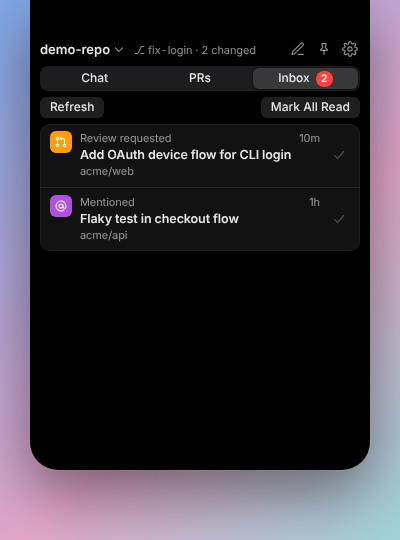 demo-repo fix-login · 2 changed
Chat PRs Inbox 2
Refresh Mark All Read
Review requested 10m
Add OAuth device flow for CLI login
acme/web
Mentioned 1h
Flaky test in checkout flow
acme/api